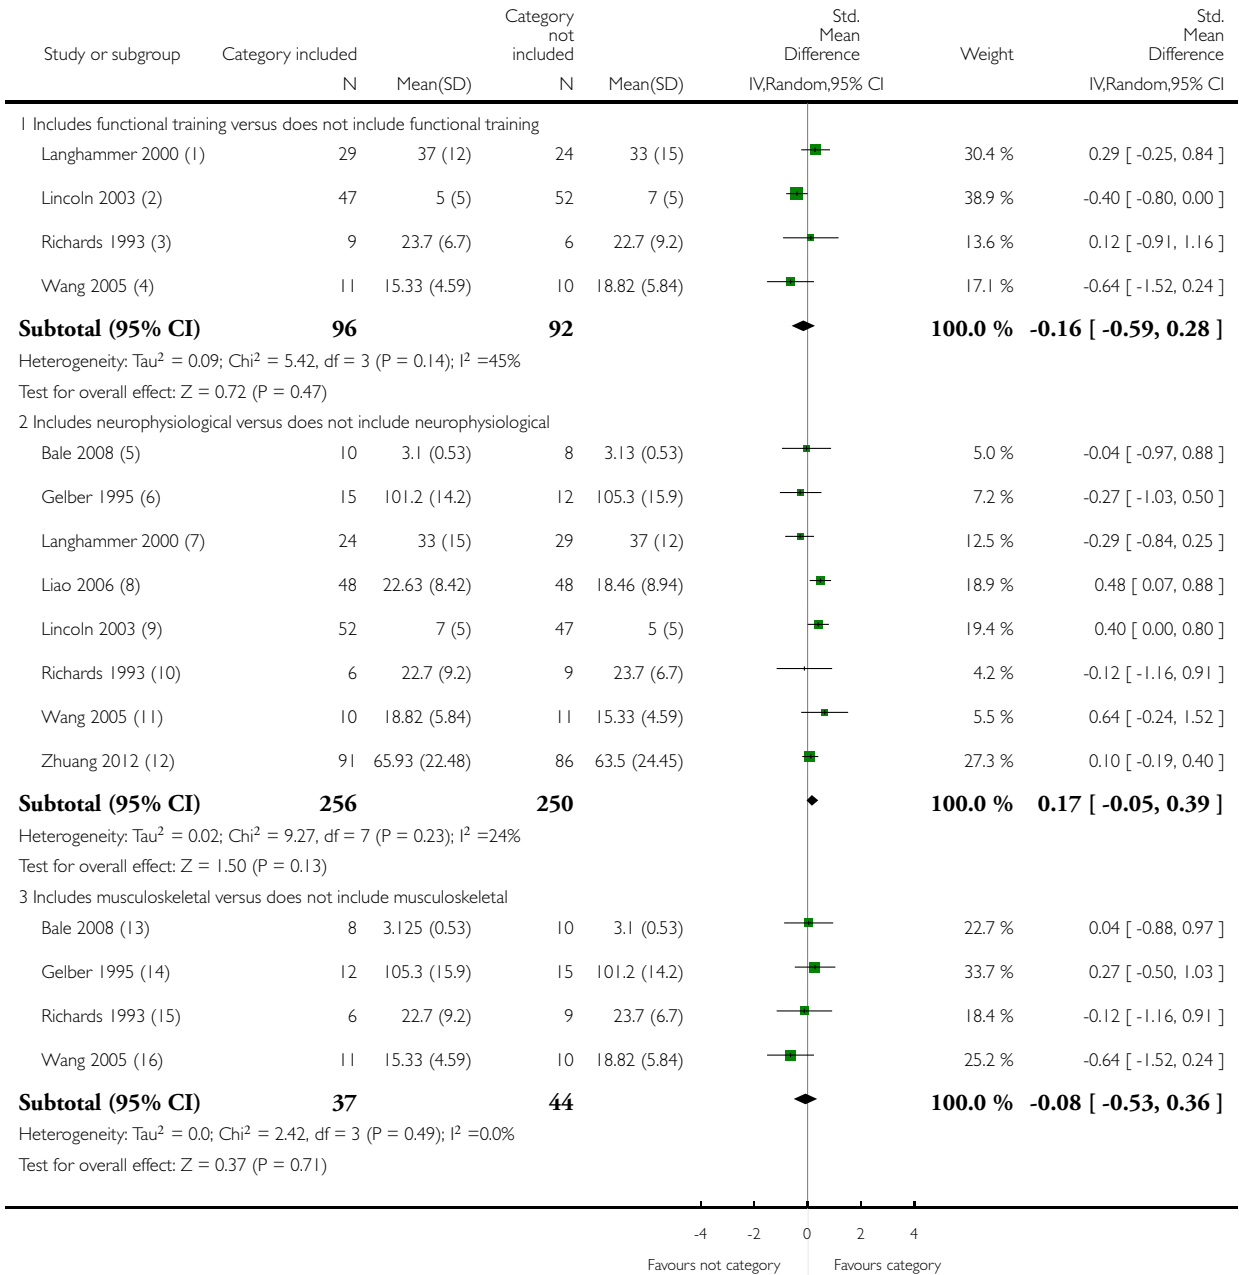 Study or subgroup Category included Category not included Std. Mean Difference Weight Std. Mean Difference
N Mean(SD) N Mean(SD) IV,Random,95% CI IV,Random,95% CI
1 Includes functional training versus does not include functional training
Langhammer 2000 (1) 29 37 (12) 24 33 (15) 30.4 % 0.29 [ -0.25, 0.84 ]
Lincoln 2003 (2) 47 5 (5) 52 7 (5) 38.9 % -0.40 [ -0.80, 0.00 ]
Richards 1993 (3) 9 23.7 (6.7) 6 22.7 (9.2) 13.6 % 0.12 [ -0.91, 1.16 ]
Wang 2005 (4) 11 15.33 (4.59) 10 18.82 (5.84) 17.1 % -0.64 [ -1.52, 0.24 ]
Subtotal (95% CI) 96 92 100.0 % -0.16 [ -0.59, 0.28 ]
Heterogeneity: Tau² = 0.09; Chi² = 5.42, df = 3 (P = 0.14); I² =45%
Test for overall effect: Z = 0.72 (P = 0.47)
2 Includes neurophysiological versus does not include neurophysiological
Bale 2008 (5) 10 3.1 (0.53) 8 3.13 (0.53) 5.0 % -0.04 [ -0.97, 0.88 ]
Gelber 1995 (6) 15 101.2 (14.2) 12 105.3 (15.9) 7.2 % -0.27 [ -1.03, 0.50 ]
Langhammer 2000 (7) 24 33 (15) 29 37 (12) 12.5 % -0.29 [ -0.84, 0.25 ]
Liao 2006 (8) 48 22.63 (8.42) 48 18.46 (8.94) 18.9 % 0.48 [ 0.07, 0.88 ]
Lincoln 2003 (9) 52 7 (5) 47 5 (5) 19.4 % 0.40 [ 0.00, 0.80 ]
Richards 1993 (10) 6 22.7 (9.2) 9 23.7 (6.7) 4.2 % -0.12 [ -1.16, 0.91 ]
Wang 2005 (11) 10 18.82 (5.84) 11 15.33 (4.59) 5.5 % 0.64 [ -0.24, 1.52 ]
Zhuang 2012 (12) 91 65.93 (22.48) 86 63.5 (24.45) 27.3 % 0.10 [ -0.19, 0.40 ]
Subtotal (95% CI) 256 250 100.0 % 0.17 [ -0.05, 0.39 ]
Heterogeneity: Tau² = 0.02; Chi² = 9.27, df = 7 (P = 0.23); I² =24%
Test for overall effect: Z = 1.50 (P = 0.13)
3 Includes musculoskeletal versus does not include musculoskeletal
Bale 2008 (13) 8 3.125 (0.53) 10 3.1 (0.53) 22.7 % 0.04 [ -0.88, 0.97 ]
Gelber 1995 (14) 12 105.3 (15.9) 15 101.2 (14.2) 33.7 % 0.27 [ -0.50, 1.03 ]
Richards 1993 (15) 6 22.7 (9.2) 9 23.7 (6.7) 18.4 % -0.12 [ -1.16, 0.91 ]
Wang 2005 (16) 11 15.33 (4.59) 10 18.82 (5.84) 25.2 % -0.64 [ -1.52, 0.24 ]
Subtotal (95% CI) 37 44 100.0 % -0.08 [ -0.53, 0.36 ]
Heterogeneity: Tau² = 0.0; Chi² = 2.42, df = 3 (P = 0.49); I² =0.0%
Test for overall effect: Z = 0.37 (P = 0.71)
-4 -2 0 2 4
Favours not category Favours category